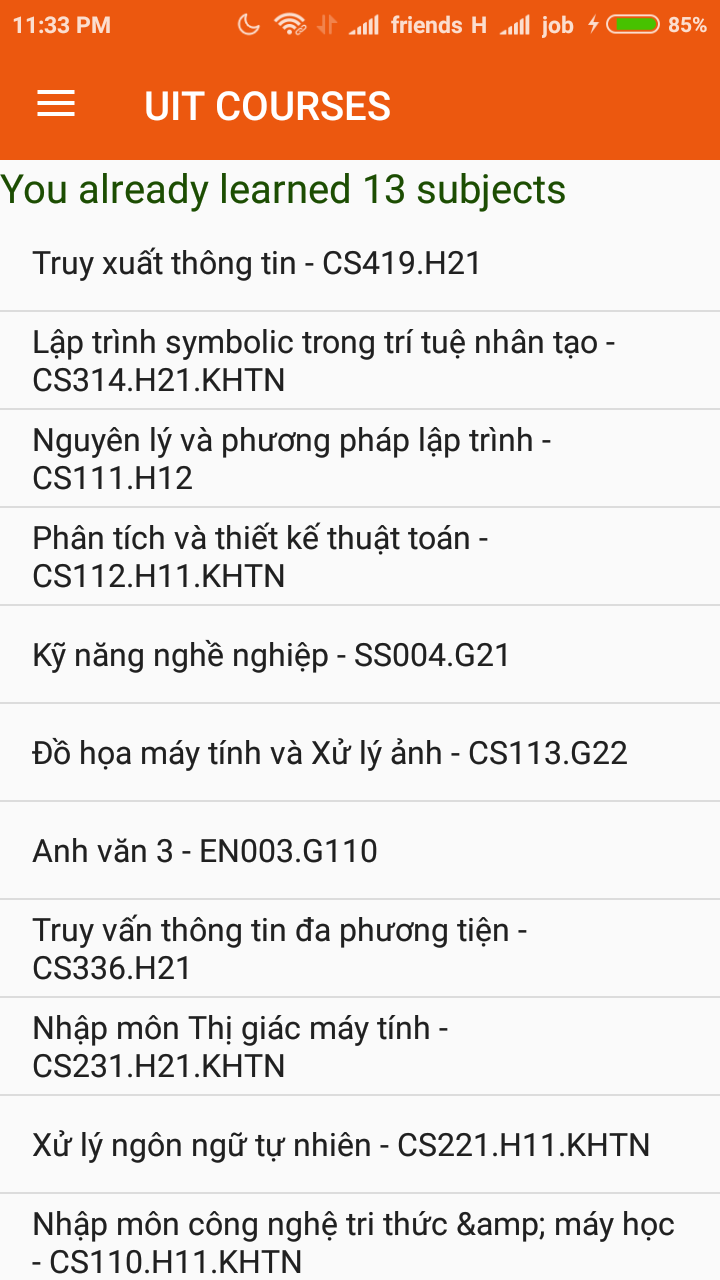 11:33 PM friends H job 85%
UIT COURSES
You already learned 13 subjects
Truy xuất thông tin - CS419.H21
Lập trình symbolic trong trí tuệ nhân tạo -
CS314.H21.KHTN
Nguyên lý và phương pháp lập trình -
CS111.H12
Phân tích và thiết kế thuật toán -
CS112.H11.KHTN
Kỹ năng nghề nghiệp - SS004.G21
Đồ họa máy tính và Xử lý ảnh - CS113.G22
Anh văn 3 - EN003.G110
Truy vấn thông tin đa phương tiện -
CS336.H21
Nhập môn Thị giác máy tính -
CS231.H21.KHTN
Xử lý ngôn ngữ tự nhiên - CS221.H11.KHTN
Nhập môn công nghệ tri thức &amp; máy học
- CS110.H11.KHTN